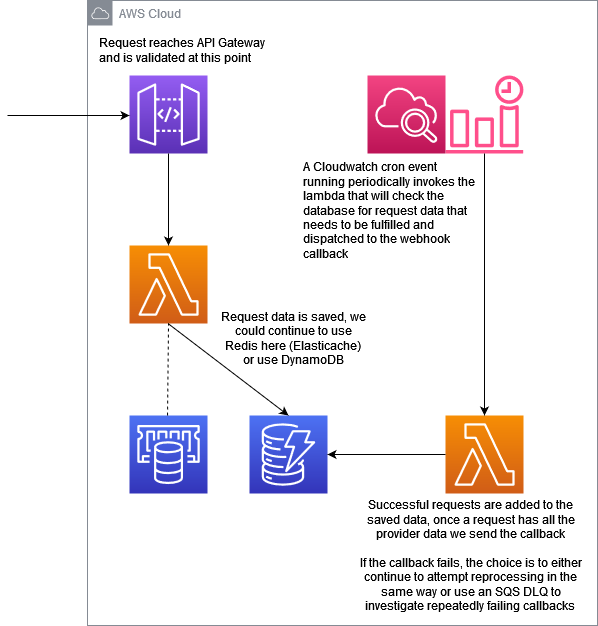 AWS Cloud
Request reaches API Gateway
and is validated at this point
A Cloudwatch cron event
running periodically invokes the
lambda that will check the
database for request data that
needs to be fulfilled and
dispatched to the webhook
callback
Request data is saved, we
could continue to use
Redis here (Elasticache)
or use DynamoDB
Successful requests are added to the
saved data, once a request has all the
provider data we send the callback
If the callback fails, the choice is to either
continue to attempt reprocessing in the
same way or use an SQS DLQ to
investigate repeatedly failing callbacks